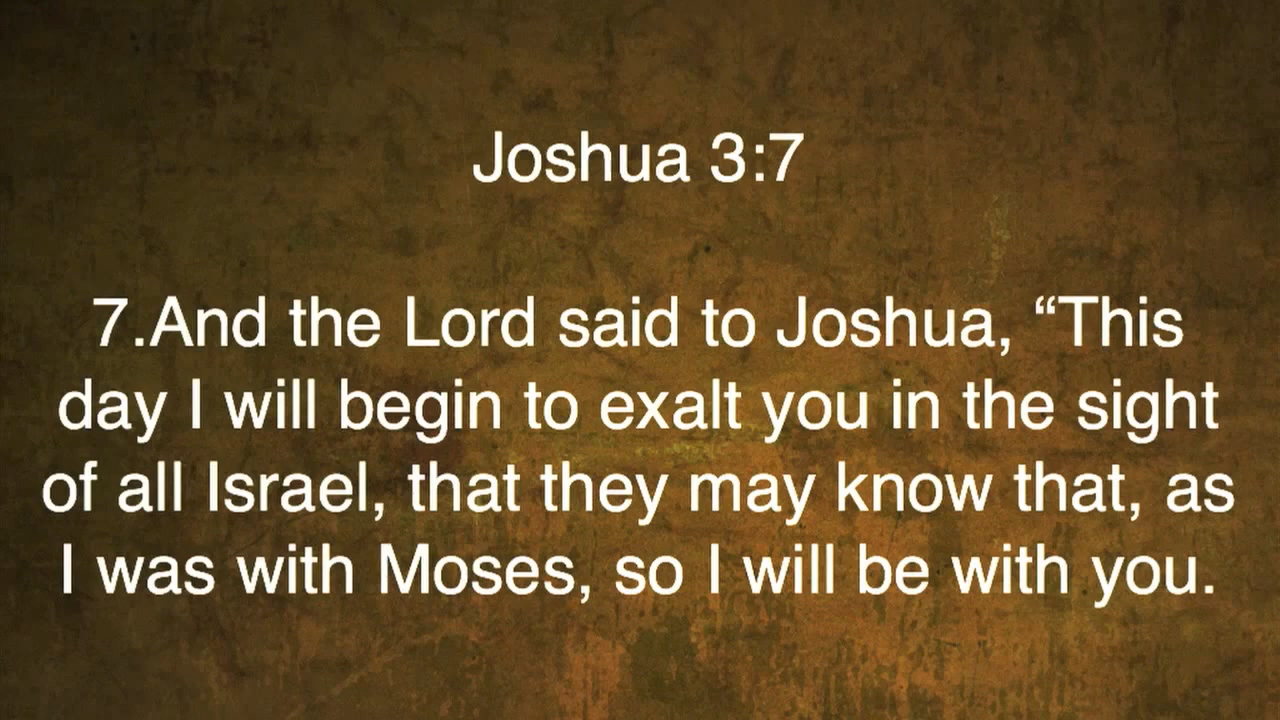 Joshua 3:7
7.And the Lord said to Joshua, “This
day I will begin to exalt you in the sight
of all Israel, that they may know that, as
I was with Moses, so I will be with you.